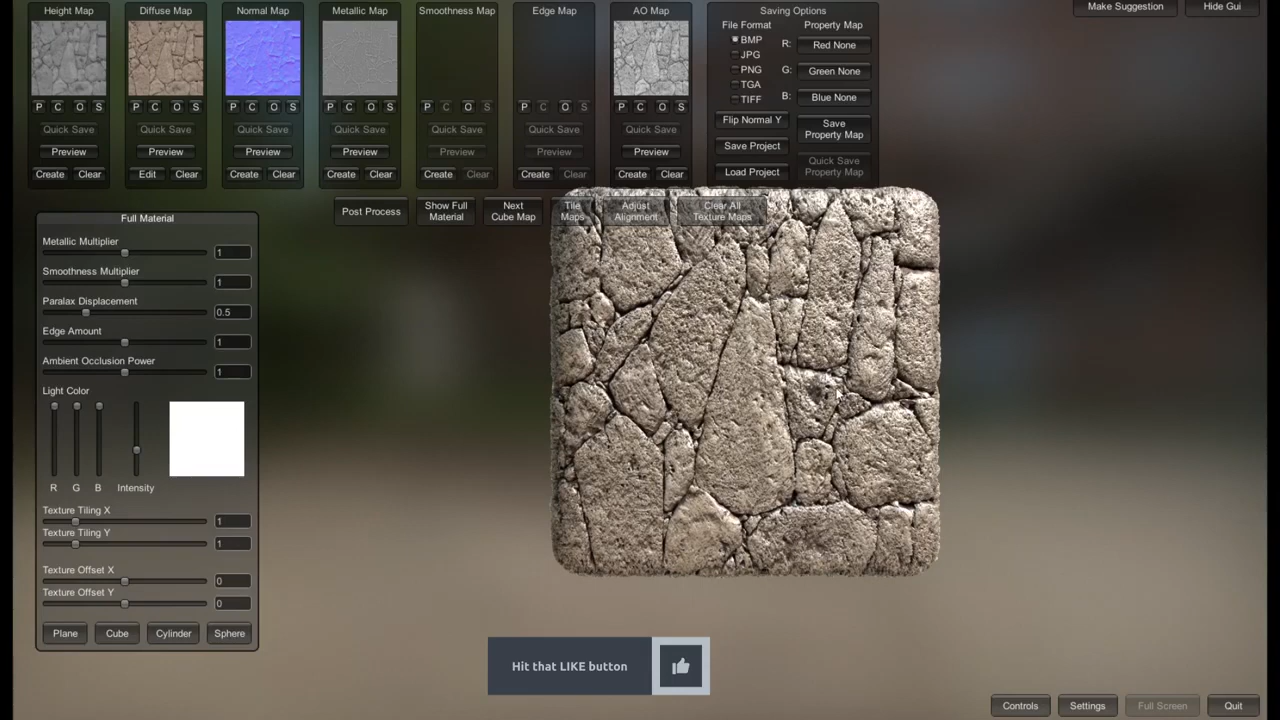 Height Map
Diffuse Map
Normal Map
Metallic Map
Smoothness Map
Edge Map
AO Map
P C O S
P C O S
P C O S
P C O S
P C O S
P C O S
P C O S
Quick Save
Quick Save
Quick Save
Quick Save
Quick Save
Quick Save
Quick Save
Preview
Preview
Preview
Preview
Preview
Preview
Preview
Create Clear
Edit Clear
Create Clear
Create Clear
Create Clear
Create Clear
Create Clear
Saving Options
File Format
BMP
JPG
PNG
TGA
TIFF
Flip Normal Y
Save Project
Load Project
Property Map
R: Red None
G: Green None
B: Blue None
Save
Property Map
Quick Save
Property Map
Make Suggestion
Hide Gui
Post Process
Show Full
Material
Next
Cube Map
Tile
Maps
Adjust
Alignment
Clear All
Texture Maps
Full Material
Metallic Multiplier
1
Smoothness Multiplier
1
Paralax Displacement
0.5
Edge Amount
1
Ambient Occlusion Power
1
Light Color
R G B Intensity
Texture Tiling X
1
Texture Tiling Y
1
Texture Offset X
0
Texture Offset Y
0
Plane Cube Cylinder Sphere
Hit that LIKE button
Controls Settings Full Screen Quit